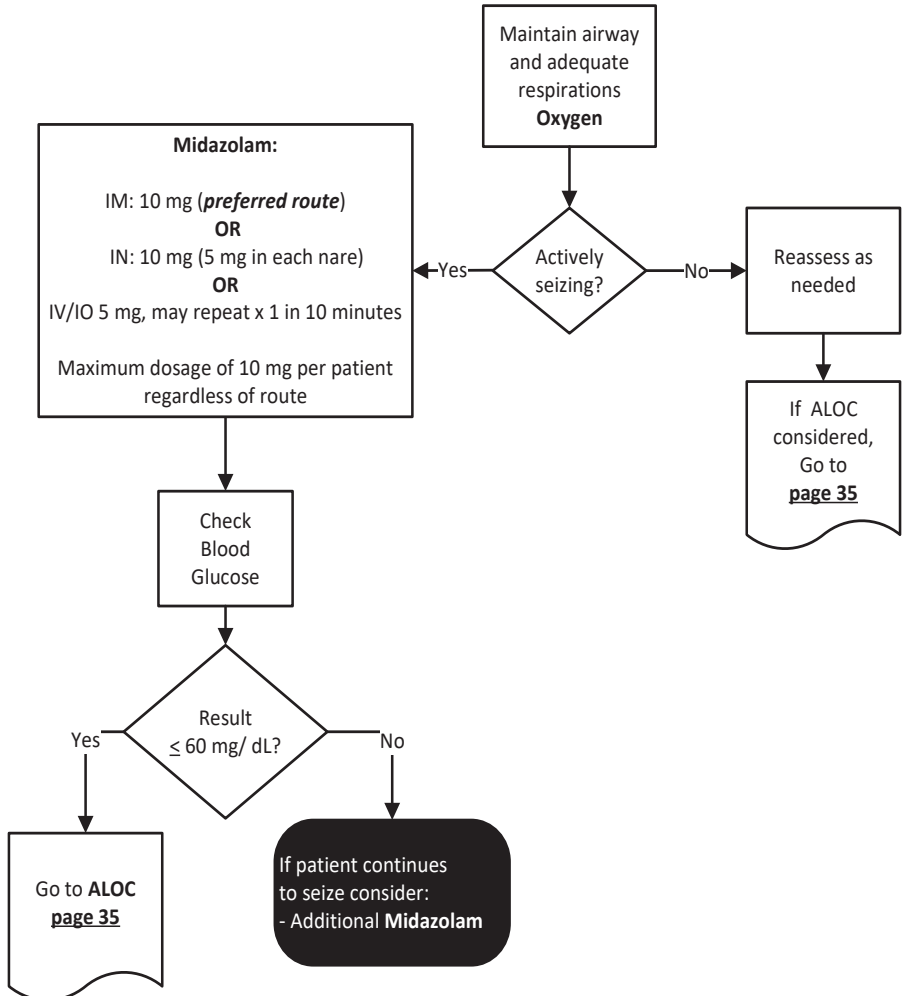 Maintain airway
and adequate
respirations
Oxygen
Actively
seizing?
Yes
No
Midazolam:
IM: 10 mg (preferred route)
OR
IN: 10 mg (5 mg in each nare)
OR
IV/IO 5 mg, may repeat x 1 in 10 minutes
Maximum dosage of 10 mg per patient
regardless of route
Reassess as
needed
If ALOC
considered,
Go to
page 35
Check
Blood
Glucose
Result
≤ 60 mg/ dL?
Yes
No
Go to ALOC
page 35
If patient continues
to seize consider:
- Additional Midazolam